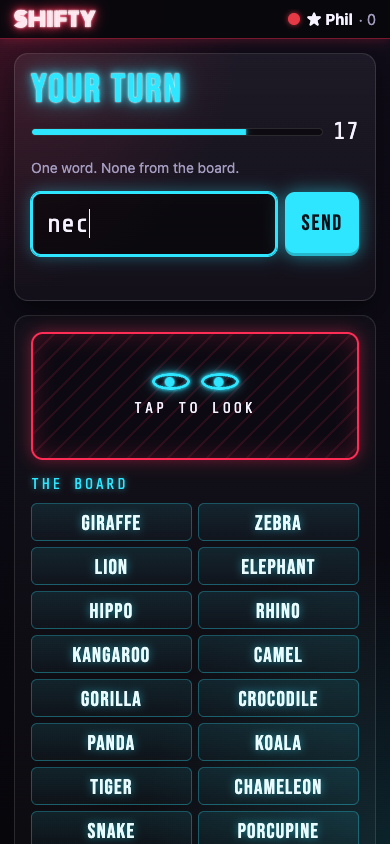 SHIFTY
★ Phil · 0
YOUR TURN
17
One word. None from the board.
nec
SEND
TAP TO LOOK
THE BOARD
GIRAFFE ZEBRA
LION ELEPHANT
HIPPO RHINO
KANGAROO CAMEL
GORILLA CROCODILE
PANDA KOALA
TIGER CHAMELEON
SNAKE PORCUPINE